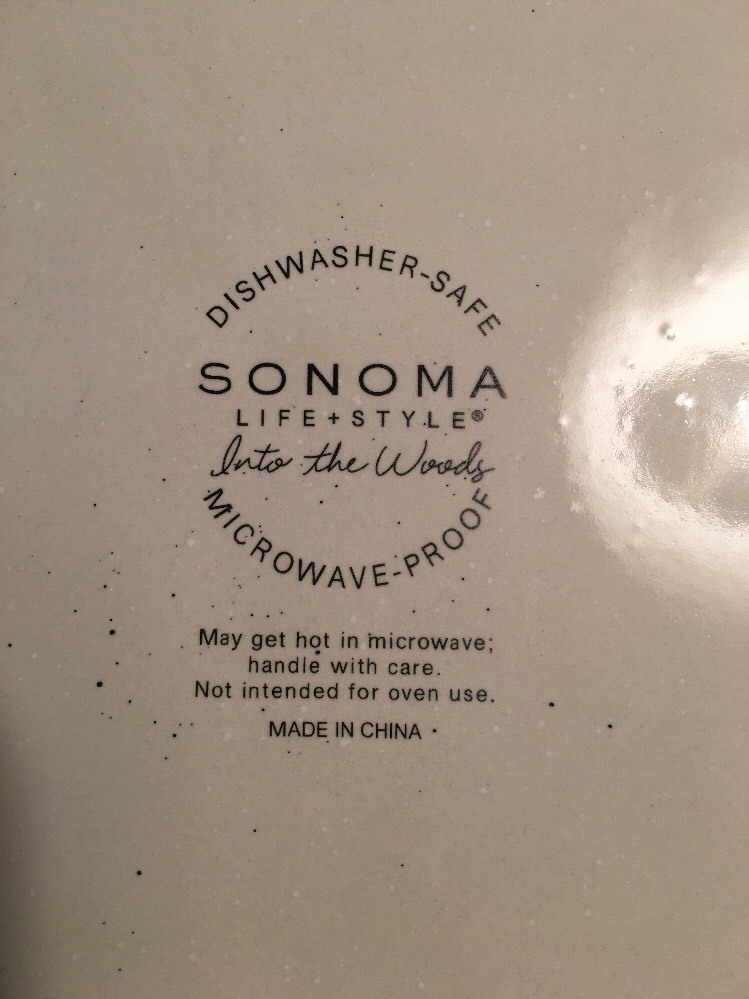 DISHWASHER-SAFE
SONOMA
LIFE+STYLE®
Into the Woods
MICROWAVE-PROOF
May get hot in microwave;
handle with care.
Not intended for oven use.
MADE IN CHINA